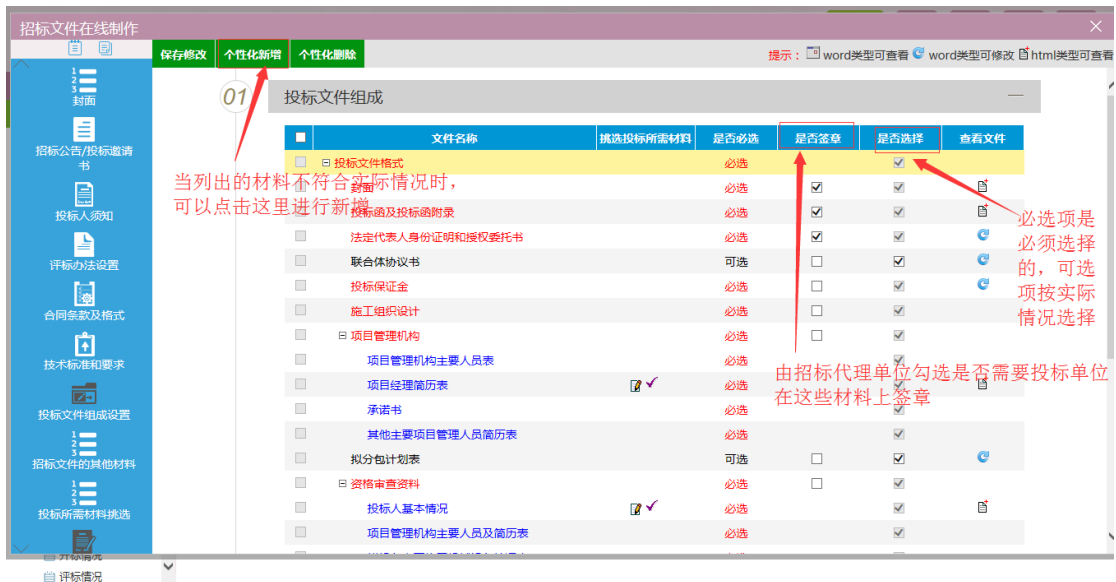 招标文件在线制作
保存修改 个性化新增 个性化删除
提示： word类型可查看 word类型可修改 html类型可查看
封面
招标公告/投标邀请
书
投标人须知
评标办法设置
合同条款及格式
技术标准和要求
投标文件组成设置
招标文件的其他材料
投标所需材料挑选
开标情况
评标情况
01 投标文件组成
文件名称 挑选投标所需材料 是否必选 是否签章 是否选择 查看文件
投标文件格式 必选
封面 必选
投标函及投标函附录 必选
法定代表人身份证明和授权委托书 必选
联合体协议书 可选
投标保证金 必选
施工组织设计 必选
项目管理机构 必选
项目管理机构主要人员表 必选
项目经理简历表 必选
承诺书 必选
其他主要项目管理人员简历表 必选
拟分包计划表 可选
资格审查资料 必选
投标人基本情况 必选
项目管理机构主要人员及简历表 必选
当列出的材料不符合实际情况时，
可以点击这里进行新增
必选项是
必须选择
的，可选
项按实际
情况选择
由招标代理单位勾选是否需要投标单位
在这些材料上签章